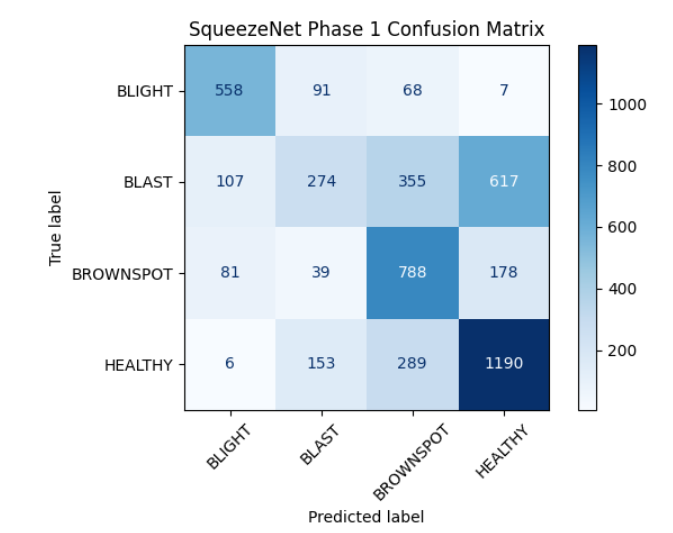 SqueezeNet Phase 1 Confusion Matrix
BLIGHT 558 91 68 7
BLAST 107 274 355 617
BROWNSPOT 81 39 788 178
HEALTHY 6 153 289 1190
BLIGHT BLAST BROWNSPOT HEALTHY
Predicted label
True label
1000
800
600
400
200